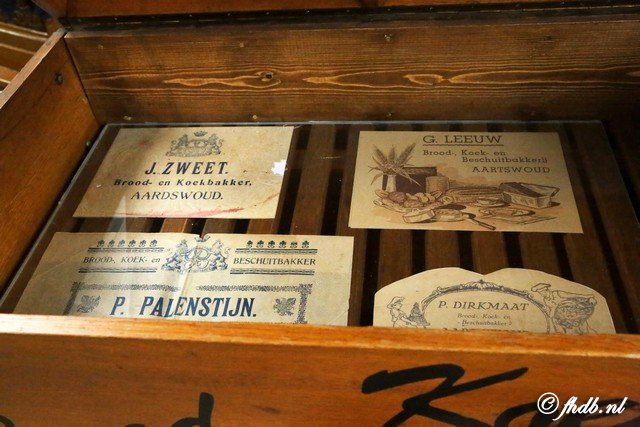 J. ZWEET.
Brood- en Koekbakker,
AARDSWOUD.
G. LEEUW
Brood-, Koek- en
Beschuitbakkerij
AARTSWOUD
BROOD-, KOEK- EN BESCHUITBAKKER
P. PALENSTIJN.
P. DIRKMAAT
Brood-, Koek- en
Beschuitbakker
© fhdb.nl